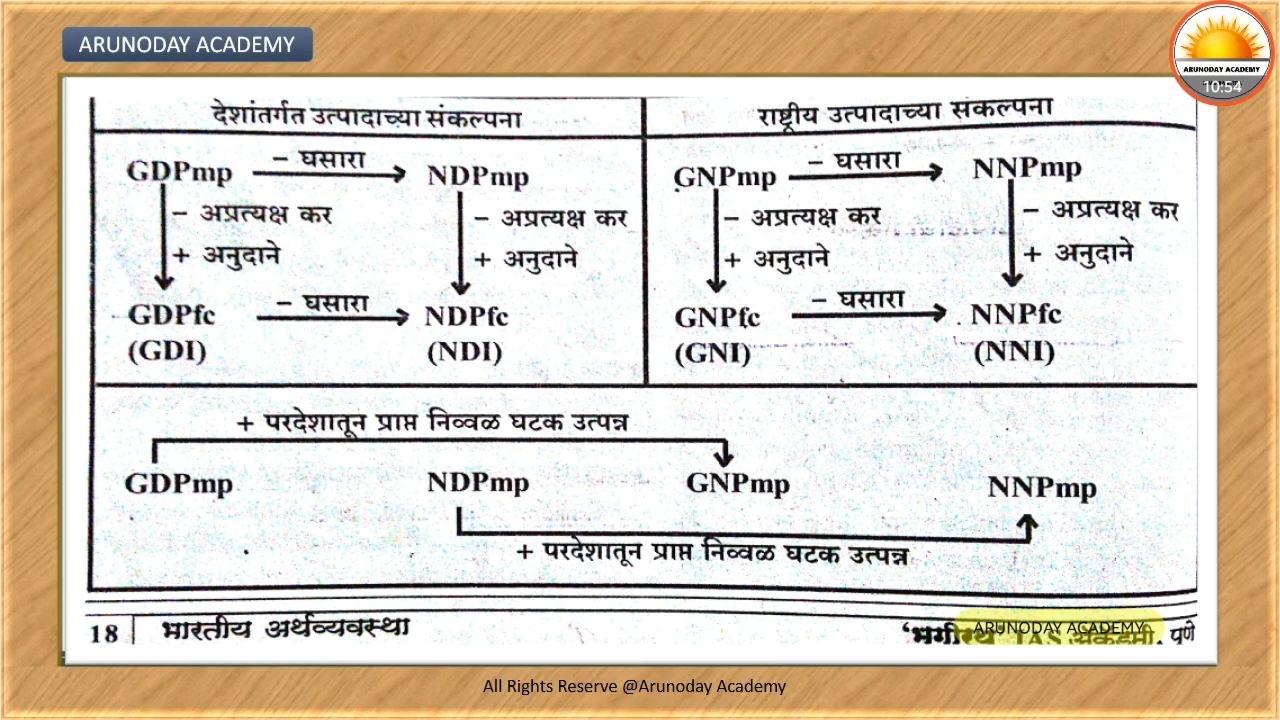 ARUNODAY ACADEMY
ARUNODAY ACADEMY
10:54
देशांतर्गत उत्पादाच्या संकल्पना
राष्ट्रीय उत्पादाच्या संकल्पना
GDPmp – घसारा NDPmp
– अप्रत्यक्ष कर – अप्रत्यक्ष कर
+ अनुदाने + अनुदाने
GDPfc – घसारा NDPfc
(GDI) (NDI)
GNPmp – घसारा NNPmp
– अप्रत्यक्ष कर – अप्रत्यक्ष कर
+ अनुदाने + अनुदाने
GNPfc – घसारा NNPfc
(GNI) (NNI)
+ परदेशातून प्राप्त निव्वळ घटक उत्पन्न
GDPmp NDPmp GNPmp NNPmp
+ परदेशातून प्राप्त निव्वळ घटक उत्पन्न
18 भारतीय अर्थव्यवस्था
ARUNODAY ACADEMY
पुणे
All Rights Reserve @Arunoday Academy